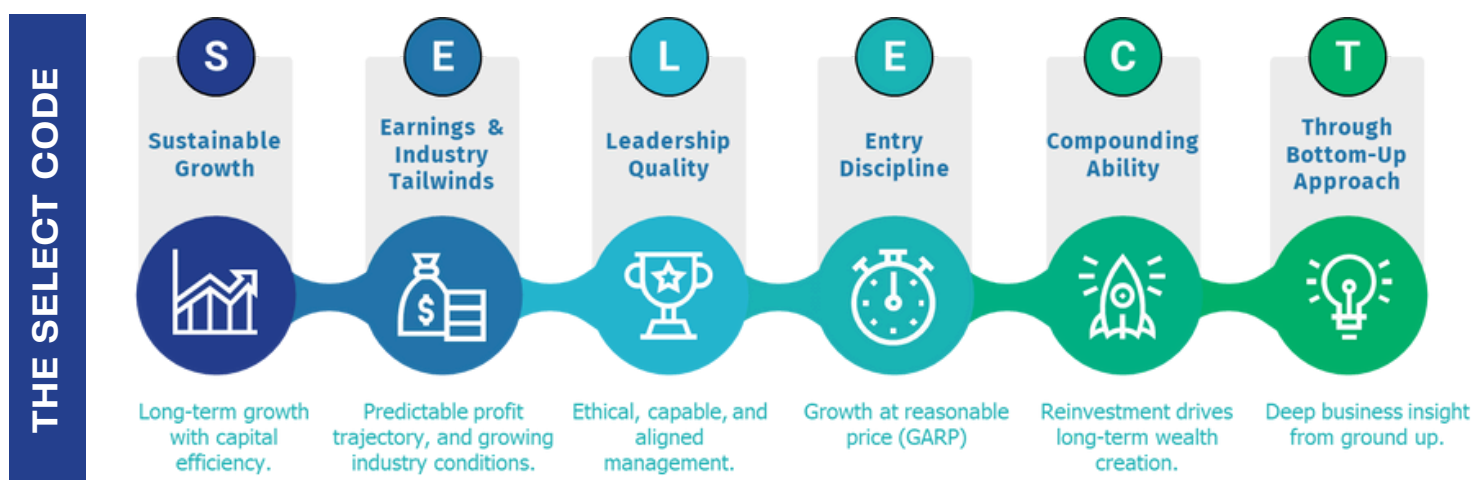 THE SELECT CODE
S
Sustainable
Growth
Long-term growth
with capital
efficiency.
E
Earnings &
Industry
Tailwinds
$
Predictable profit
trajectory, and growing
industry conditions.
L
Leadership
Quality
Ethical, capable, and
aligned
management.
E
Entry
Discipline
Growth at reasonable
price (GARP)
C
Compounding
Ability
Reinvestment drives
long-term wealth
creation.
T
Through
Bottom-Up
Approach
Deep business insight
from ground up.